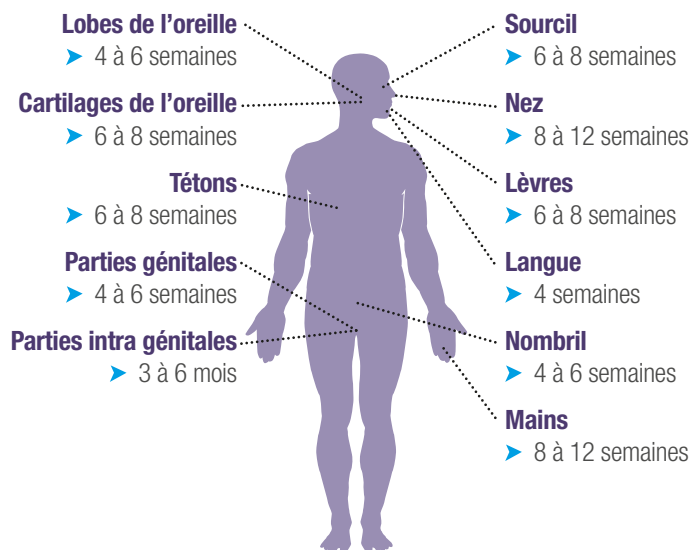 Lobes de l'oreille
➤ 4 à 6 semaines
Cartilages de l'oreille
➤ 6 à 8 semaines
Tétons
➤ 6 à 8 semaines
Parties génitales
➤ 4 à 6 semaines
Parties intra génitales
➤ 3 à 6 mois
Sourcil
➤ 6 à 8 semaines
Nez
➤ 8 à 12 semaines
Lèvres
➤ 6 à 8 semaines
Langue
➤ 4 semaines
Nombril
➤ 4 à 6 semaines
Mains
➤ 8 à 12 semaines